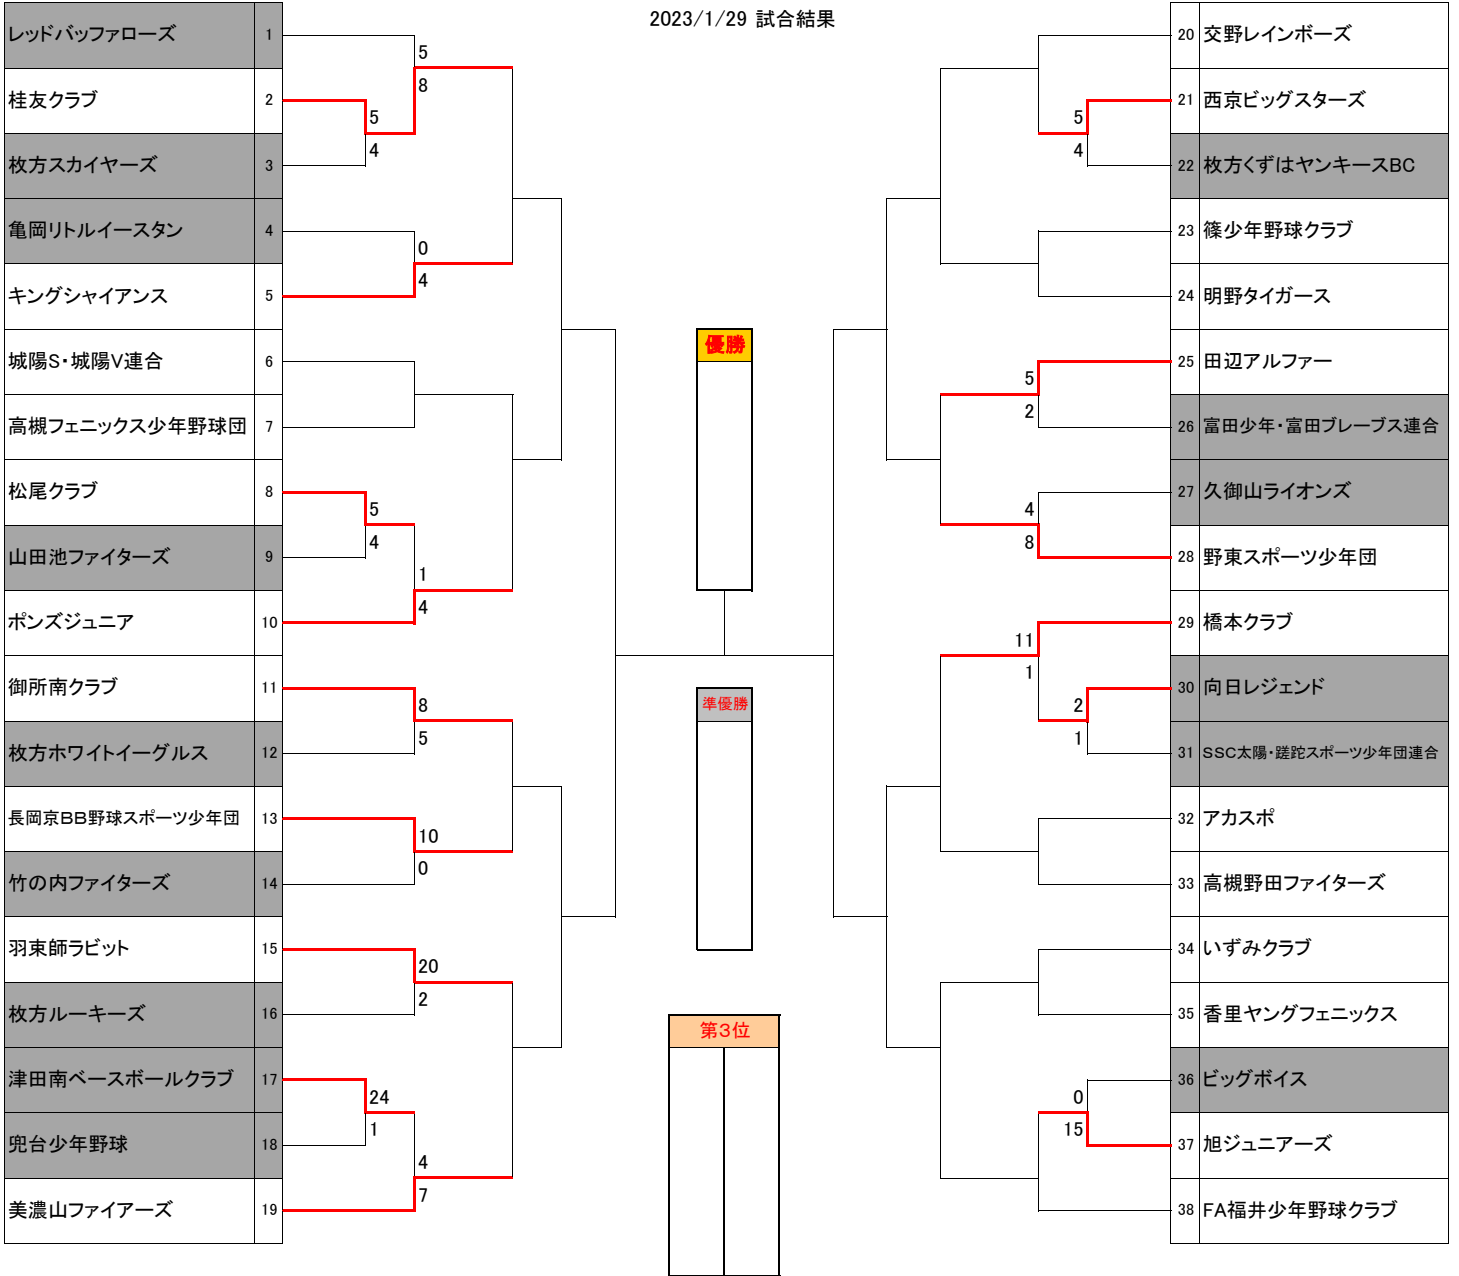 2023/1/29 試合結果
レッドバッファローズ 1
桂友クラブ 2
枚方スカイヤーズ 3
亀岡リトルイースタン 4
キングシャイアンス 5
城陽S・城陽V連合 6
高槻フェニックス少年野球団 7
松尾クラブ 8
山田池ファイターズ 9
ポンズジュニア 10
御所南クラブ 11
枚方ホワイトイーグルス 12
長岡京BB野球スポーツ少年団 13
竹の内ファイターズ 14
羽束師ラビット 15
枚方ルーキーズ 16
津田南ベースボールクラブ 17
兜台少年野球 18
美濃山ファイアーズ 19
5
8
5
4
0
4
5
4
1
4
8
5
10
0
20
2
24
1
4
7
優勝
準優勝
第3位
5
4
5
2
4
8
11
1
2
1
0
15
20 交野レインボーズ
21 西京ビッグスターズ
22 枚方くずはヤンキースBC
23 篠少年野球クラブ
24 明野タイガース
25 田辺アルファー
26 富田少年・富田ブレーブス連合
27 久御山ライオンズ
28 野東スポーツ少年団
29 橋本クラブ
30 向日レジェンド
31 SSC太陽・蹉跎スポーツ少年団連合
32 アカスポ
33 高槻野田ファイターズ
34 いずみクラブ
35 香里ヤングフェニックス
36 ビッグボイス
37 旭ジュニアーズ
38 FA福井少年野球クラブ